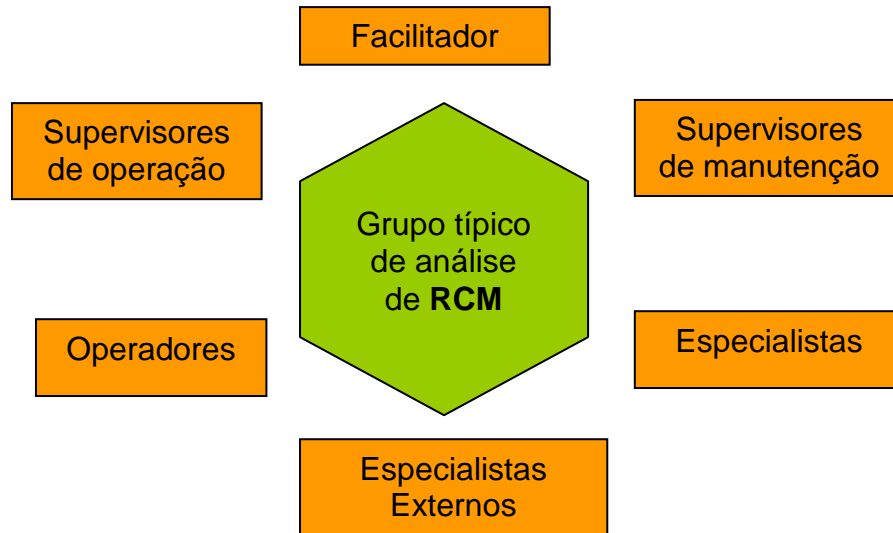 Facilitador
Supervisores
de operação
Supervisores
de manutenção
Grupo típico
de análise
de RCM
Operadores
Especialistas
Especialistas
Externos